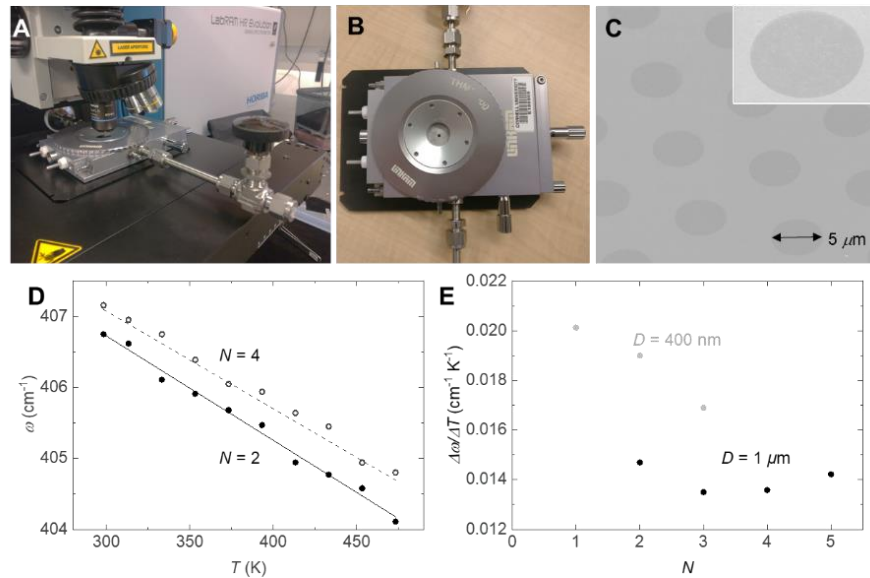 A
LabRAM HR Evolution
HORIBA
LASER APERTURE
B
LINKAM
LINKAM
C
5 μm
D
407
406
405
404
ω (cm⁻¹)
N = 4
N = 2
300
350
400
450
T (K)
E
0.022
0.020
0.018
0.016
0.014
0.012
Δω/ΔT (cm⁻¹ K⁻¹)
D = 400 nm
D = 1 μm
0
1
2
3
4
5
N